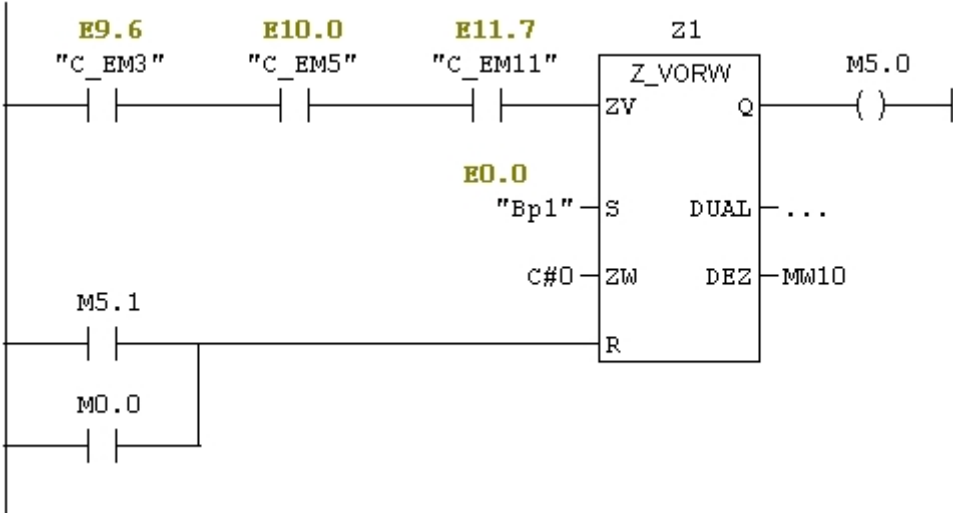 E9.6 E10.0 E11.7 Z1
"C_EM3" "C_EM5" "C_EM11" Z_VORW M5.0
ZV Q
E0.0
"Bp1" S DUAL ...
C#0 ZW DEZ MW10
M5.1
R
M0.0